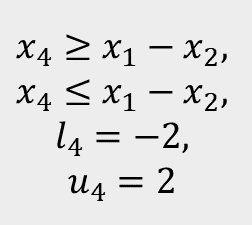 x₄ ≥ x₁ − x₂,
x₄ ≤ x₁ − x₂,
l₄ = −2,
u₄ = 2